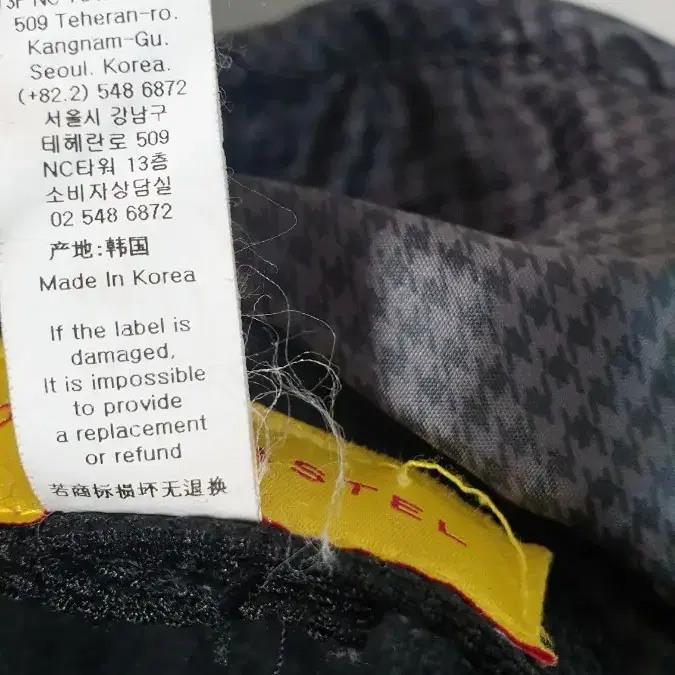 509 Teheran-ro.
Kangnam-Gu.
Seoul. Korea.
(+82.2) 548 6872
서울시 강남구
테헤란로 509
NC타워 13층
소비자상담실
02 548 6872
产地:韩国
Made In Korea
If the label is
damaged,
It is impossible
to provide
a replacement
or refund
若商标损坏无退换
STEL